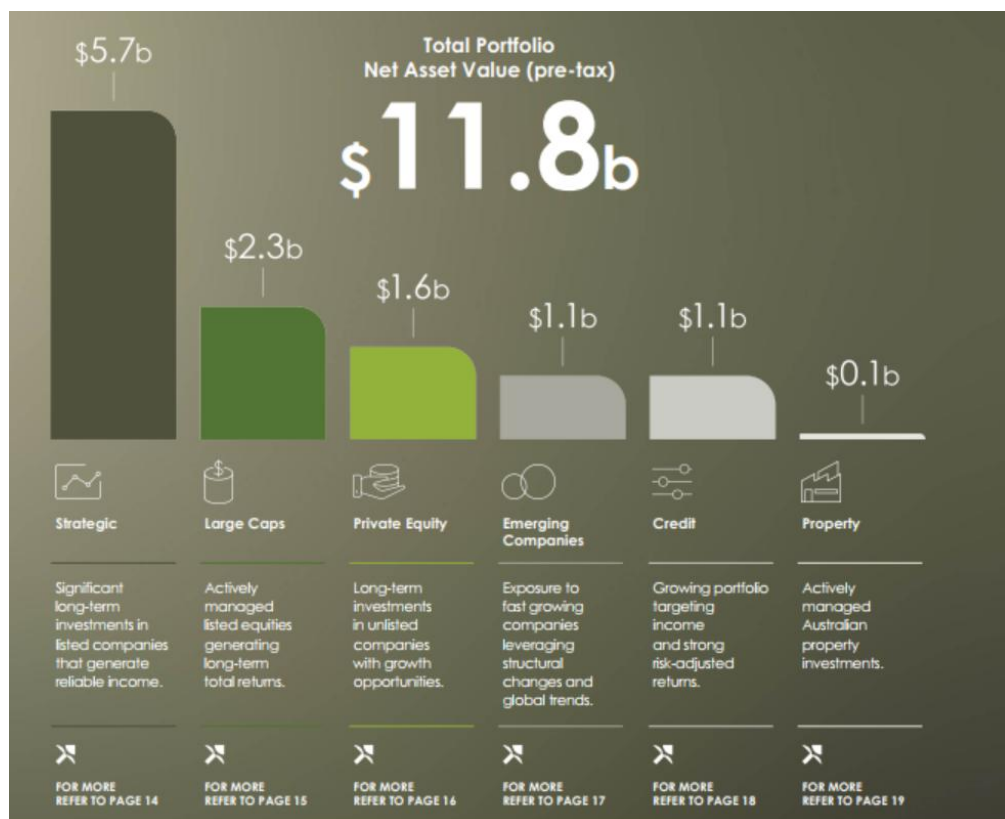 $5.7b
Total Portfolio
Net Asset Value (pre-tax)
$11.8b
$2.3b
$1.6b
$1.1b
$1.1b
$0.1b
$
Strategic
Significant
long-term
investments in
listed companies
that generate
reliable income.
FOR MORE
REFER TO PAGE 14
Large Caps
Actively
managed
listed equities
generating
long-term
total returns.
FOR MORE
REFER TO PAGE 15
Private Equity
Long-term
investments
in unlisted
companies
with growth
opportunities.
FOR MORE
REFER TO PAGE 16
Emerging
Companies
Exposure to
fast growing
companies
leveraging
structural
changes and
global trends.
FOR MORE
REFER TO PAGE 17
Credit
Growing portfolio
targeting
income
and strong
risk-adjusted
returns.
FOR MORE
REFER TO PAGE 18
Property
Actively
managed
Australian
property
investments.
FOR MORE
REFER TO PAGE 19